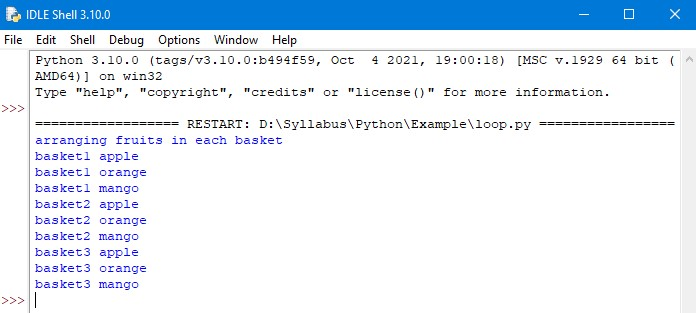 IDLE Shell 3.10.0
File Edit Shell Debug Options Window Help
Python 3.10.0 (tags/v3.10.0:b494f59, Oct  4 2021, 19:00:18) [MSC v.1929 64 bit (
AMD64)] on win32
Type "help", "copyright", "credits" or "license()" for more information.
>>>
================== RESTART: D:\Syllabus\Python\Example\loop.py =================
arranging fruits in each basket
basket1 apple
basket1 orange
basket1 mango
basket2 apple
basket2 orange
basket2 mango
basket3 apple
basket3 orange
basket3 mango
>>>